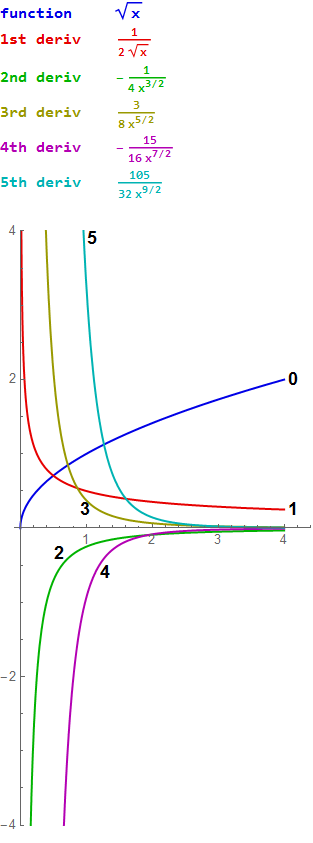 function √x
1st deriv 1/(2√x)
2nd deriv -1/(4 x^(3/2))
3rd deriv 3/(8 x^(5/2))
4th deriv -15/(16 x^(7/2))
5th deriv 105/(32 x^(9/2))
4
5
2
0
3
1
1
2
3
4
2
4
-2
-4